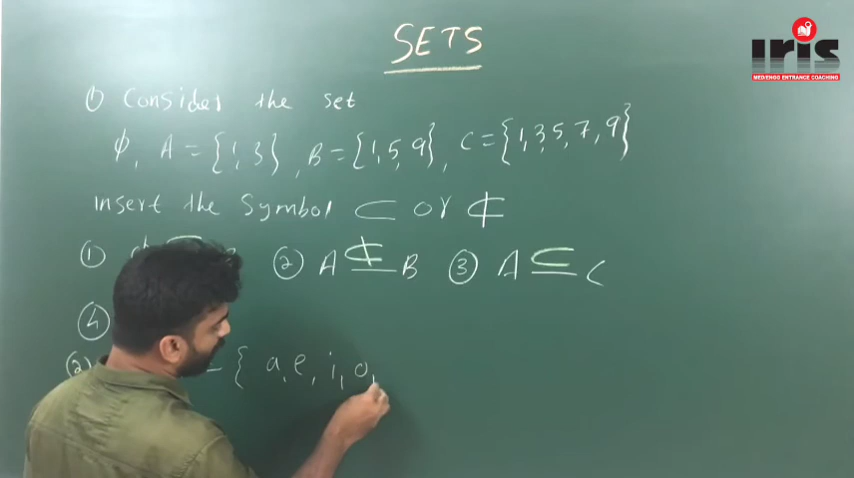 SETS
iris
MED/ENGG ENTRANCE COACHING
① Consider the set
ϕ, A = {1, 3}, B = {1, 5, 9}, C = {1, 3, 5, 7, 9}
Insert the Symbol ⊂ or ⊄
① ② A ⊄ B ③ A ⊂ C
④
② = { a, e, i, o,